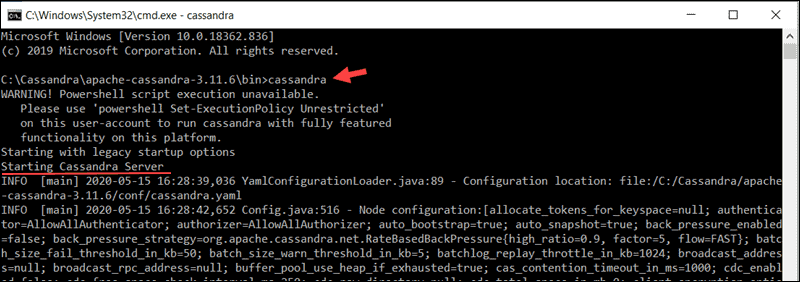 C:\Windows\System32\cmd.exe - cassandra
Microsoft Windows [Version 10.0.18362.836]
(c) 2019 Microsoft Corporation. All rights reserved.
C:\Cassandra\apache-cassandra-3.11.6\bin>cassandra
WARNING! Powershell script execution unavailable.
   Please use 'powershell Set-ExecutionPolicy Unrestricted'
   on this user-account to run cassandra with fully featured
   functionality on this platform.
Starting with legacy startup options
Starting Cassandra Server
INFO  [main] 2020-05-15 16:28:39,036 YamlConfigurationLoader.java:89 - Configuration location: file:/C:/Cassandra/apache
-cassandra-3.11.6/conf/cassandra.yaml
INFO  [main] 2020-05-15 16:28:42,652 Config.java:516 - Node configuration:[allocate_tokens_for_keyspace=null; authentica
tor=AllowAllAuthenticator; authorizer=AllowAllAuthorizer; auto_bootstrap=true; auto_snapshot=true; back_pressure_enabled
=false; back_pressure_strategy=org.apache.cassandra.net.RateBasedBackPressure{high_ratio=0.9, factor=5, flow=FAST}; batc
h_size_fail_threshold_in_kb=50; batch_size_warn_threshold_in_kb=5; batchlog_replay_throttle_in_kb=1024; broadcast_addres
s=null; broadcast_rpc_address=null; buffer_pool_use_heap_if_exhausted=true; cas_contention_timeout_in_ms=1000; cdc_enabl